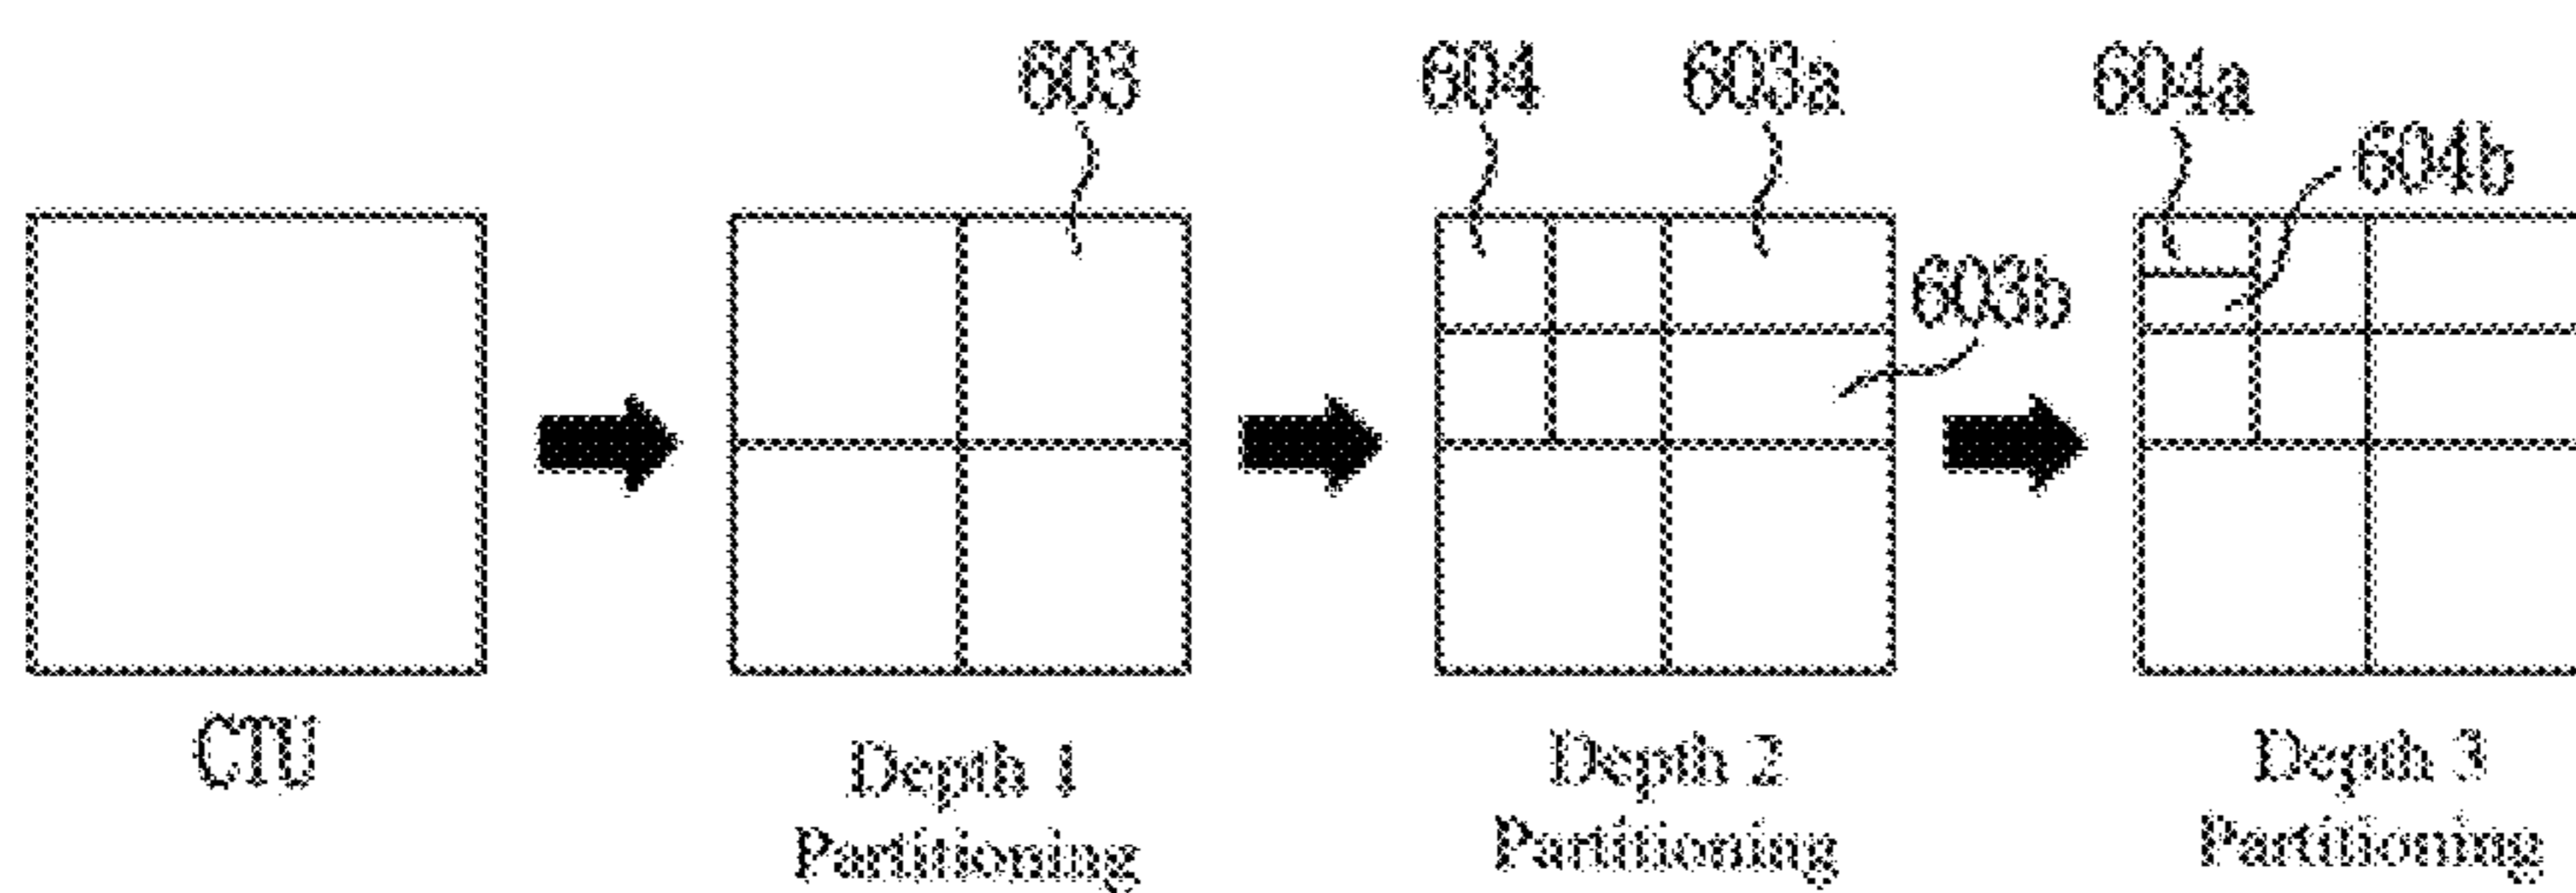 603
604
603a
604a
604b
603b
CTU
Depth 1
Partitioning
Depth 2
Partitioning
Depth 3
Partitioning